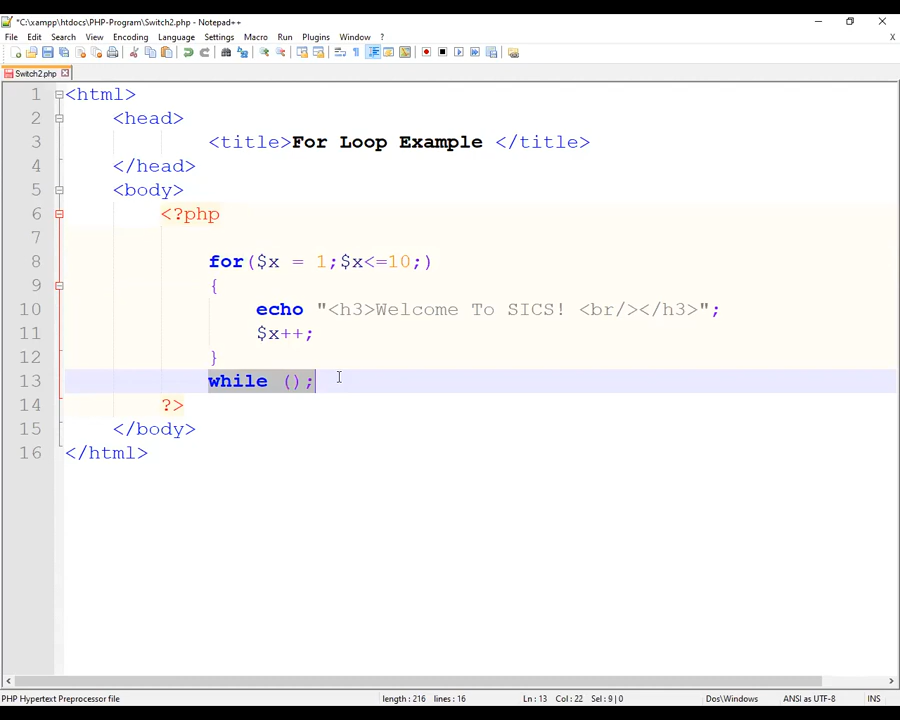 *C:\xampp\htdocs\PHP-Program\Switch2.php - Notepad++
File Edit Search View Encoding Language Settings Macro Run Plugins Window ? X
Switch2.php
1 <html>
2 <head>
3 <title>For Loop Example </title>
4 </head>
5 <body>
6 <?php
7
8 for($x = 1;$x<=10;)
9 {
10 echo "<h3>Welcome To SICS! <br/></h3>";
11 $x++;
12 }
13 while ();
14 ?>
15 </body>
16 </html>
PHP Hypertext Preprocessor file length : 216 lines : 16 Ln : 13 Col : 22 Sel : 9 | 0 Dos\Windows ANSI as UTF-8 INS